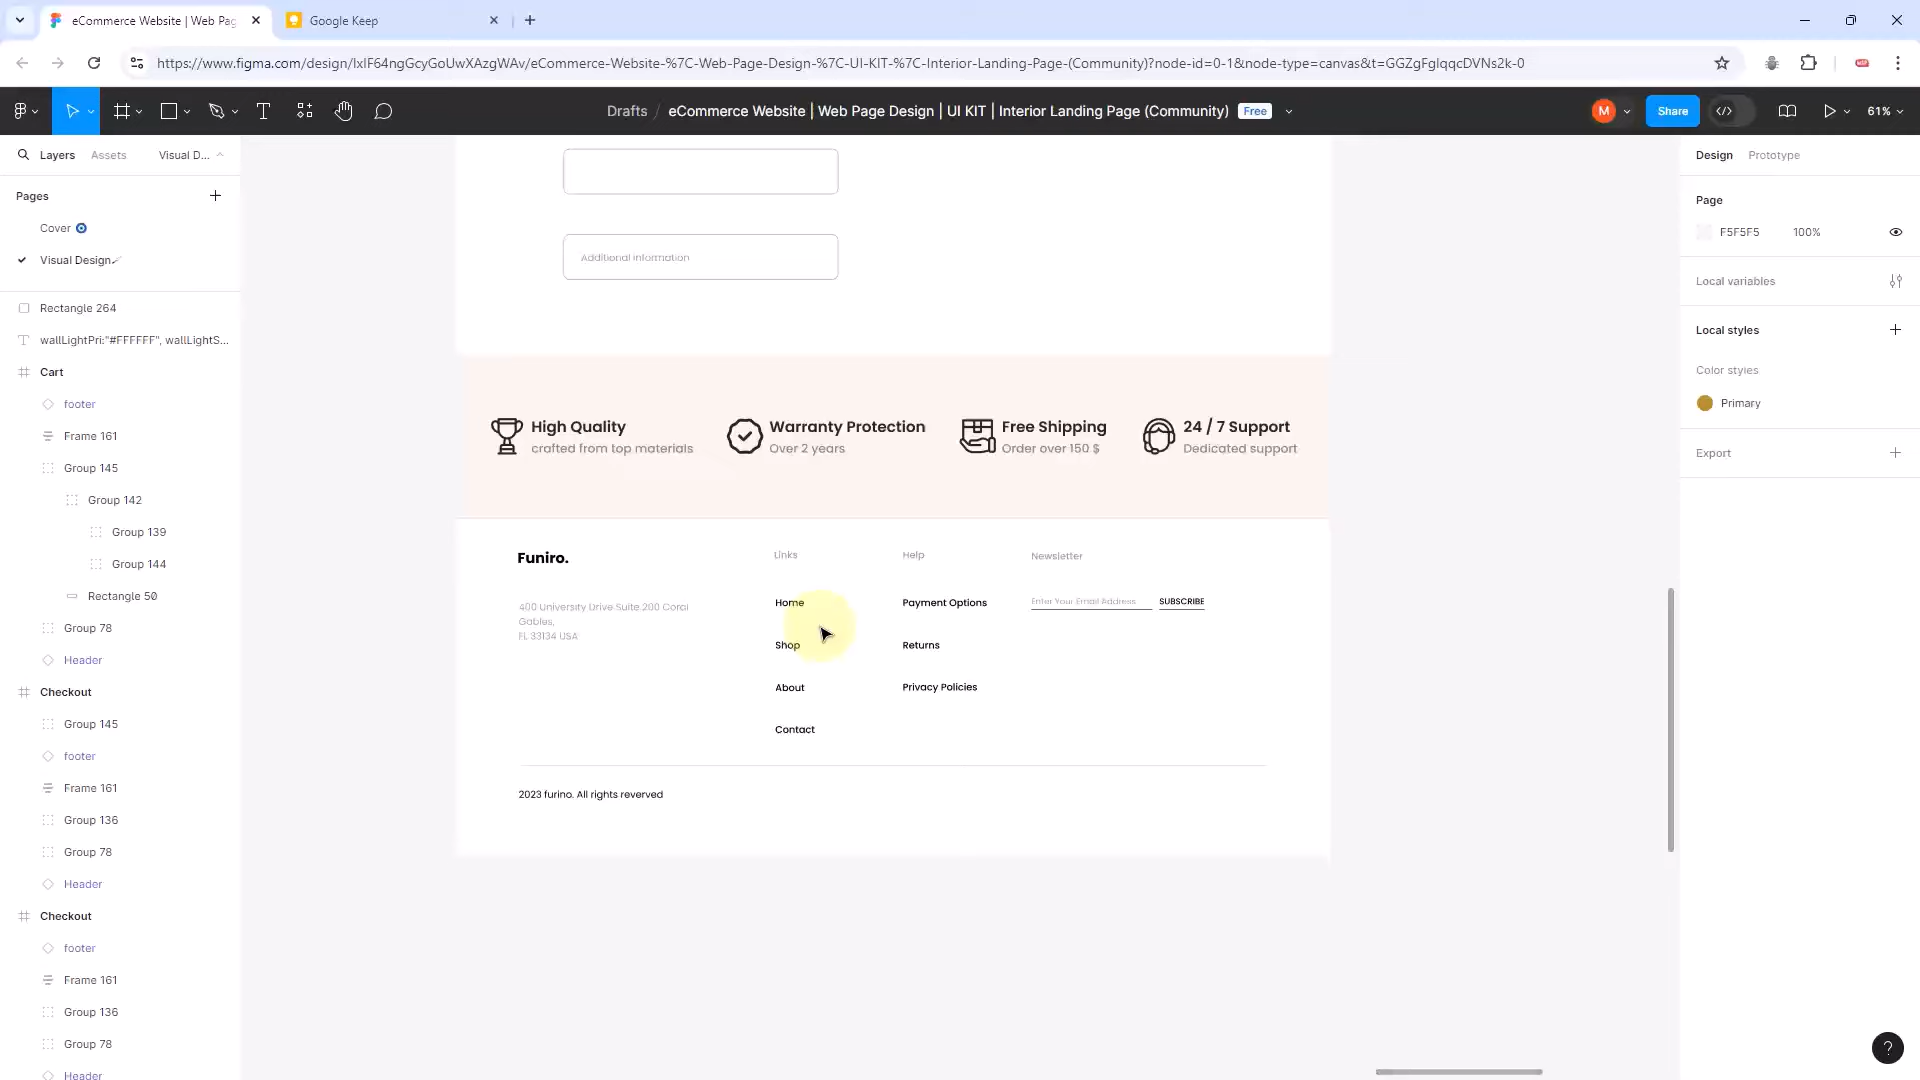 eCommerce Website | Web Pag
Google Keep
https://www.figma.com/design/IxIF64ngGcyGoUwXAzgWAv/eCommerce-Website-%7C-Web-Page-Design-%7C-UI-KIT-%7C-Interior-Landing-Page-(Community)?node-id=0-1&node-type=canvas&t=GGZgFglqqcDVNs2k-0
Drafts / eCommerce Website | Web Page Design | UI KIT | Interior Landing Page (Community) Free
M
Share
61%
Layers
Assets
Visual D...
Pages
Cover
Visual Design
Rectangle 264
wallLightPri:"#FFFFFF", wallLightS...
Cart
footer
Frame 161
Group 145
Group 142
Group 139
Group 144
Rectangle 50
Group 78
Header
Checkout
Group 145
footer
Frame 161
Group 136
Group 78
Header
Checkout
footer
Frame 161
Group 136
Group 78
Header
Additional information
High Quality
crafted from top materials
Warranty Protection
Over 2 years
Free Shipping
Order over 150 $
24 / 7 Support
Dedicated support
Funiro.
400 University Drive Suite 200 Coral
Gables,
FL 33134 USA
Links
Home
Shop
About
Contact
Help
Payment Options
Returns
Privacy Policies
Newsletter
Enter Your Email Address
SUBSCRIBE
2023 furino. All rights reverved
Design
Prototype
Page
F5F5F5
100%
Local variables
Local styles
Color styles
Primary
Export
?